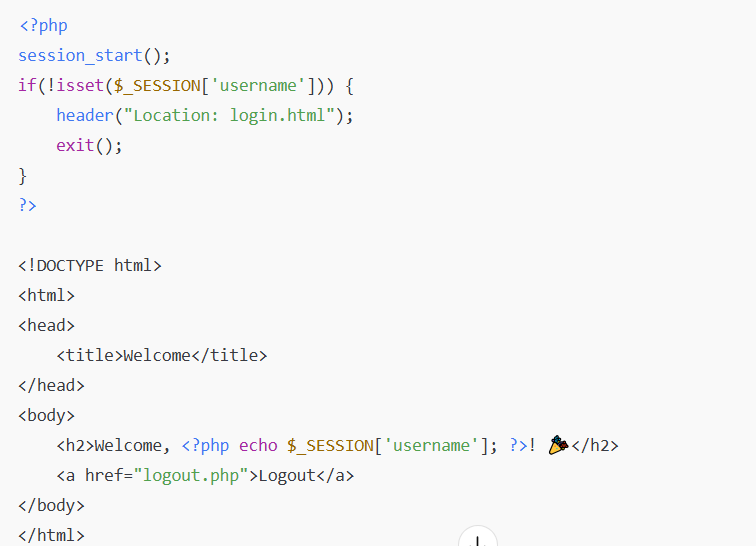 <?php
session_start();
if(!isset($_SESSION['username'])) {
    header("Location: login.html");
    exit();
}
?>

<!DOCTYPE html>
<html>
<head>
    <title>Welcome</title>
</head>
<body>
    <h2>Welcome, <?php echo $_SESSION['username']; ?>! 🎉</h2>
    <a href="logout.php">Logout</a>
</body>
</html>